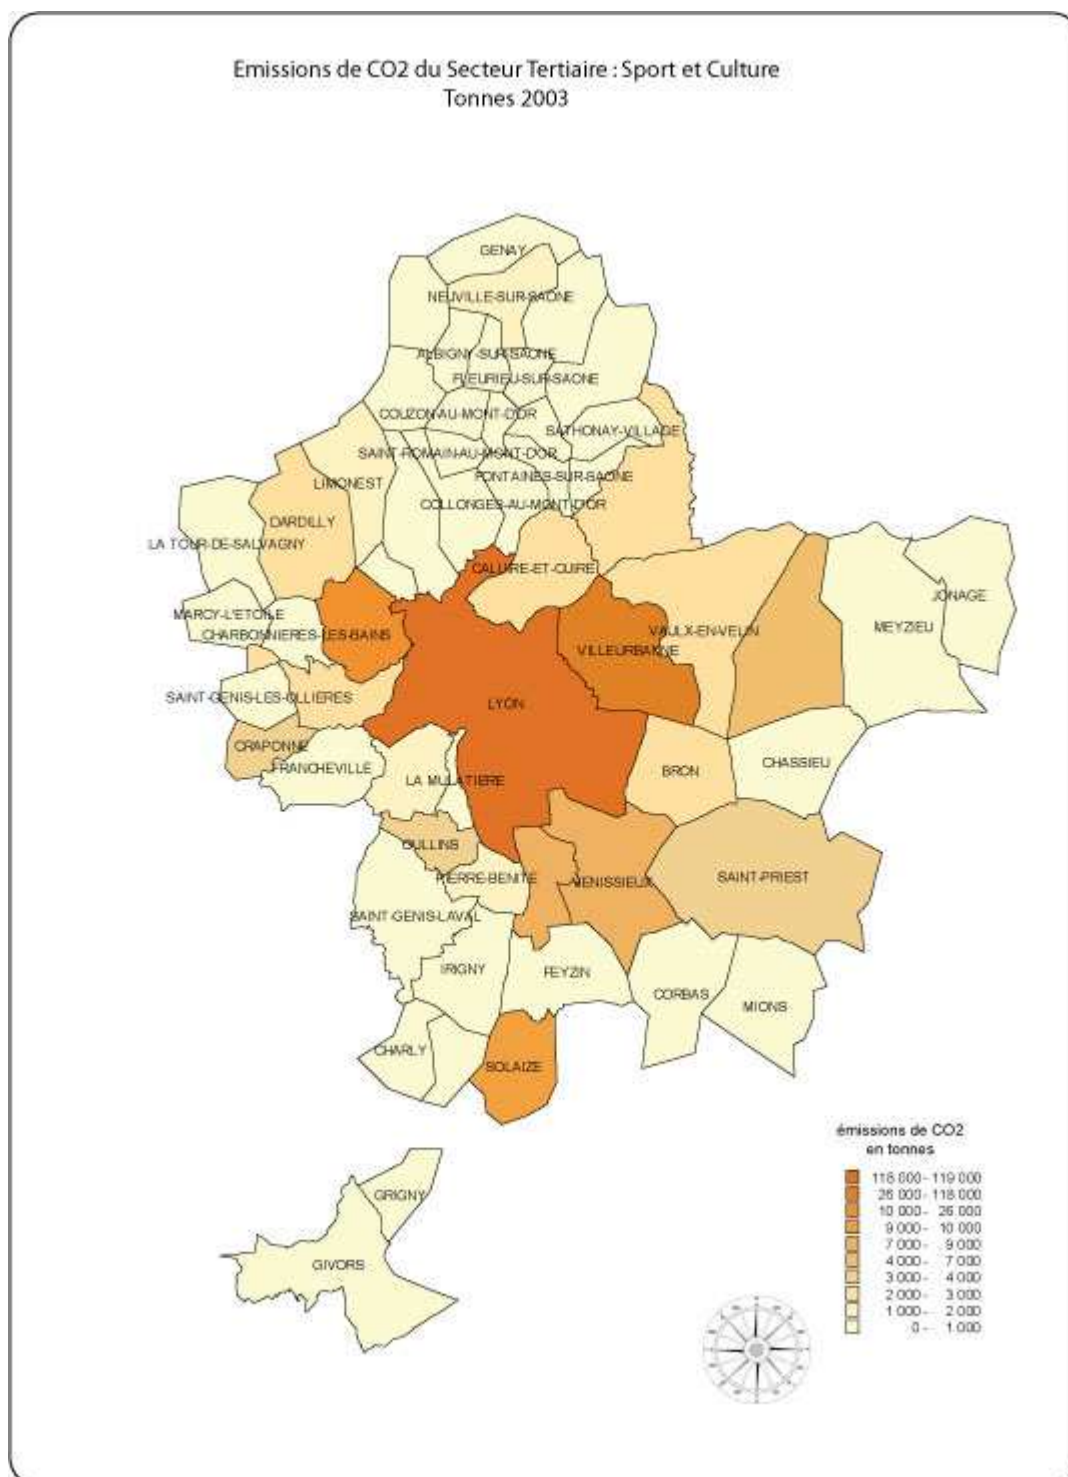 Emissions de CO2 du Secteur Tertiaire : Sport et Culture
Tonnes 2003
GENAY
NEUVILLE-SUR-SAONE
ALBIGNY-SUR-SAONE
FLEURIEU-SUR-SAONE
COUZON-AU-MONT-D'OR
SATHONAY-VILLAGE
SAINT-ROMAIN-AU-MONT-D'OR
LIMONEST
FONTAINES-SUR-SAONE
COLLONGES-AU-MONT-D'OR
DARDILLY
LA TOUR-DE-SALVAGNY
CALUIRE-ET-CUIRE
JONAGE
MARCY-L'ETOILE
MEYZIEU
CHARBONNIERES-LES-BAINS
VAULX-EN-VELIN
VILLEURBANNE
SAINT-GENIS-LES-OLLIERES
LYON
CRAPONNE
FRANCHEVILLE
LA MULATIERE
BRON
CHASSIEU
OULLINS
PIERRE-BENITE
VENISSIEUX
SAINT-PRIEST
SAINT-GENIS-LAVAL
IRIGNY
FEYZIN
CORBAS
MIONS
CHARLY
SOLAIZE
GRIGNY
GIVORS
émissions de CO2
en tonnes
118 000 - 119 000
26 000 - 118 000
10 000 - 26 000
9 000 - 10 000
7 000 - 9 000
4 000 - 7 000
3 000 - 4 000
2 000 - 3 000
1 000 - 2 000
0 - 1 000